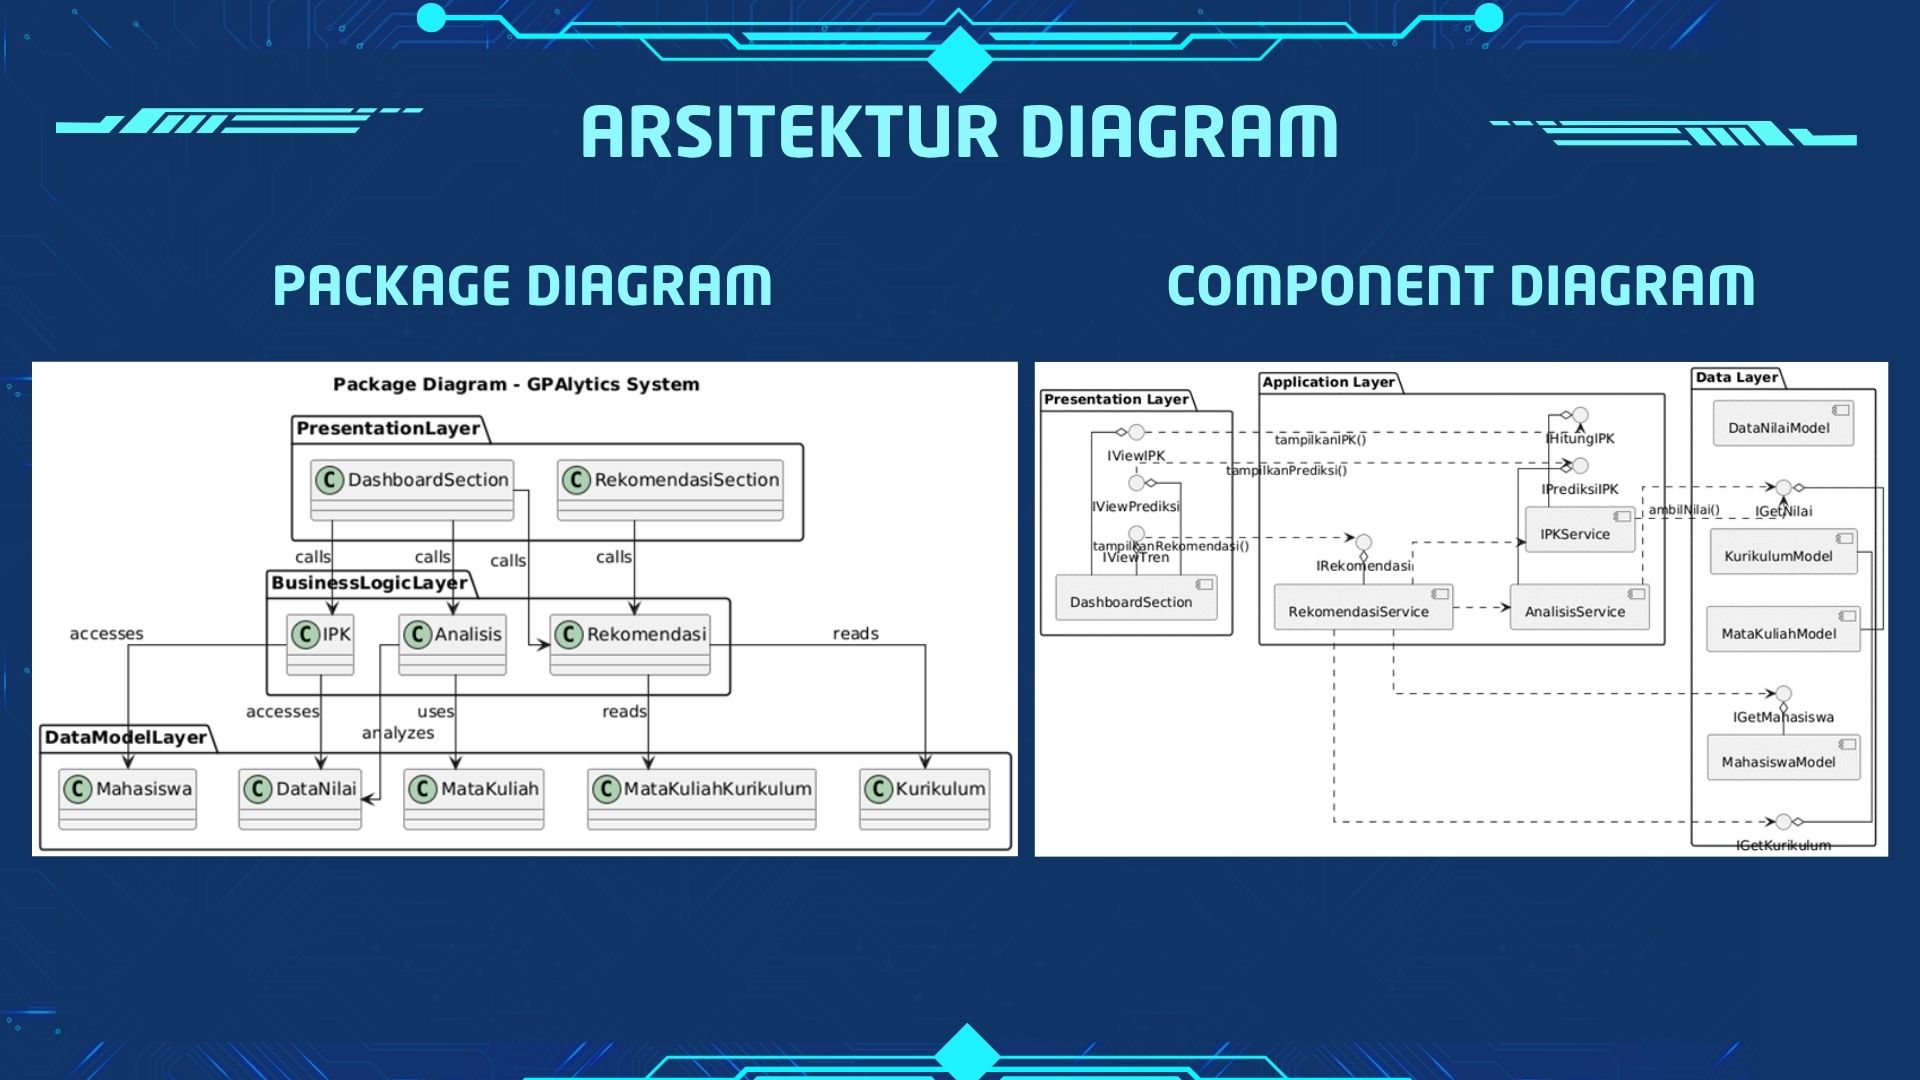 ARSITEKTUR DIAGRAM
PACKAGE DIAGRAM
Package Diagram - GPAlytics System
PresentationLayer
C DashboardSection
C RekomendasiSection
calls
calls
calls
calls
BusinessLogicLayer
C IPK
C Analisis
C Rekomendasi
accesses
reads
accesses
uses
reads
analyzes
DataModelLayer
C Mahasiswa
C DataNilai
C MataKuliah
C MataKuliahKurikulum
C Kurikulum
COMPONENT DIAGRAM
Presentation Layer
IViewIPK
IViewPrediksi
tampilkanRekomendasi()
IViewTren
DashboardSection
Application Layer
tampilkanIPK()
IHitungIPK
tampilkanPrediksi()
IPrediksiIPK
IPKService
IRekomendasi
RekomendasiService
AnalisisService
ambilNilai()
Data Layer
DataNilaiModel
IGetNilai
KurikulumModel
MataKuliahModel
IGetMahasiswa
MahasiswaModel
IGetKurikulum